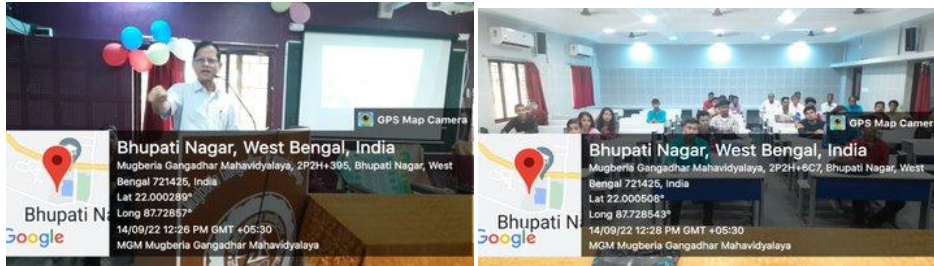 GPS Map Camera
Bhupati Nagar, West Bengal, India
Mugberia Gangadhar Mahavidyalaya, 2P2H+395, Bhupati Nagar, West
Bengal 721425, India
Lat 22.000289°
Long 87.72857°
14/09/22 12:26 PM GMT +05:30
MGM Mugberia Gangadhar Mahavidyalaya
Bhupati Na
Google
GPS Map Camera
Bhupati Nagar, West Bengal, India
Mugberia Gangadhar Mahavidyalaya, 2P2H+6C7, Bhupati Nagar, West
Bengal 721425, India
Lat 22.000508°
Long 87.728543°
14/09/22 12:28 PM GMT +05:30
MGM Mugberia Gangadhar Mahavidyalaya
Bhupati N
Google